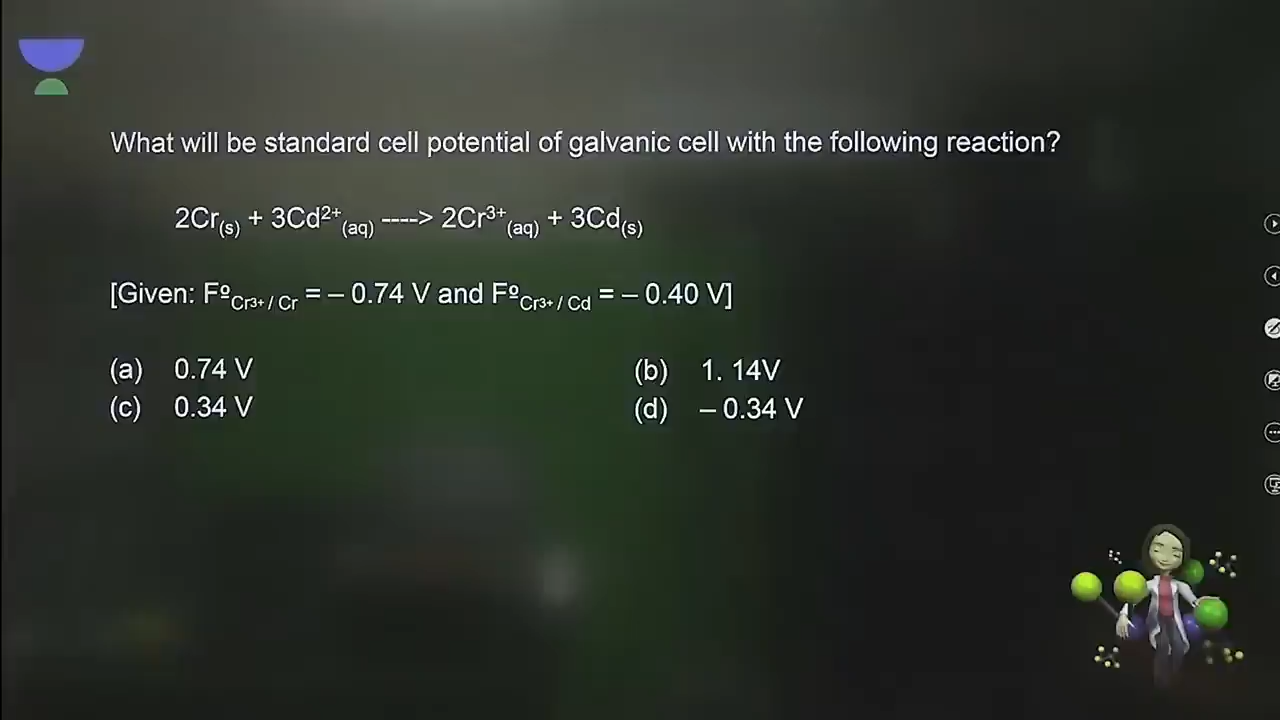 What will be standard cell potential of galvanic cell with the following reaction?
2Cr(s) + 3Cd²⁺(aq) ----> 2Cr³⁺(aq) + 3Cd(s)
[Given: FºCr³⁺ / Cr = – 0.74 V and FºCr³⁺ / Cd = – 0.40 V]
(a) 0.74 V (b) 1. 14V
(c) 0.34 V (d) – 0.34 V